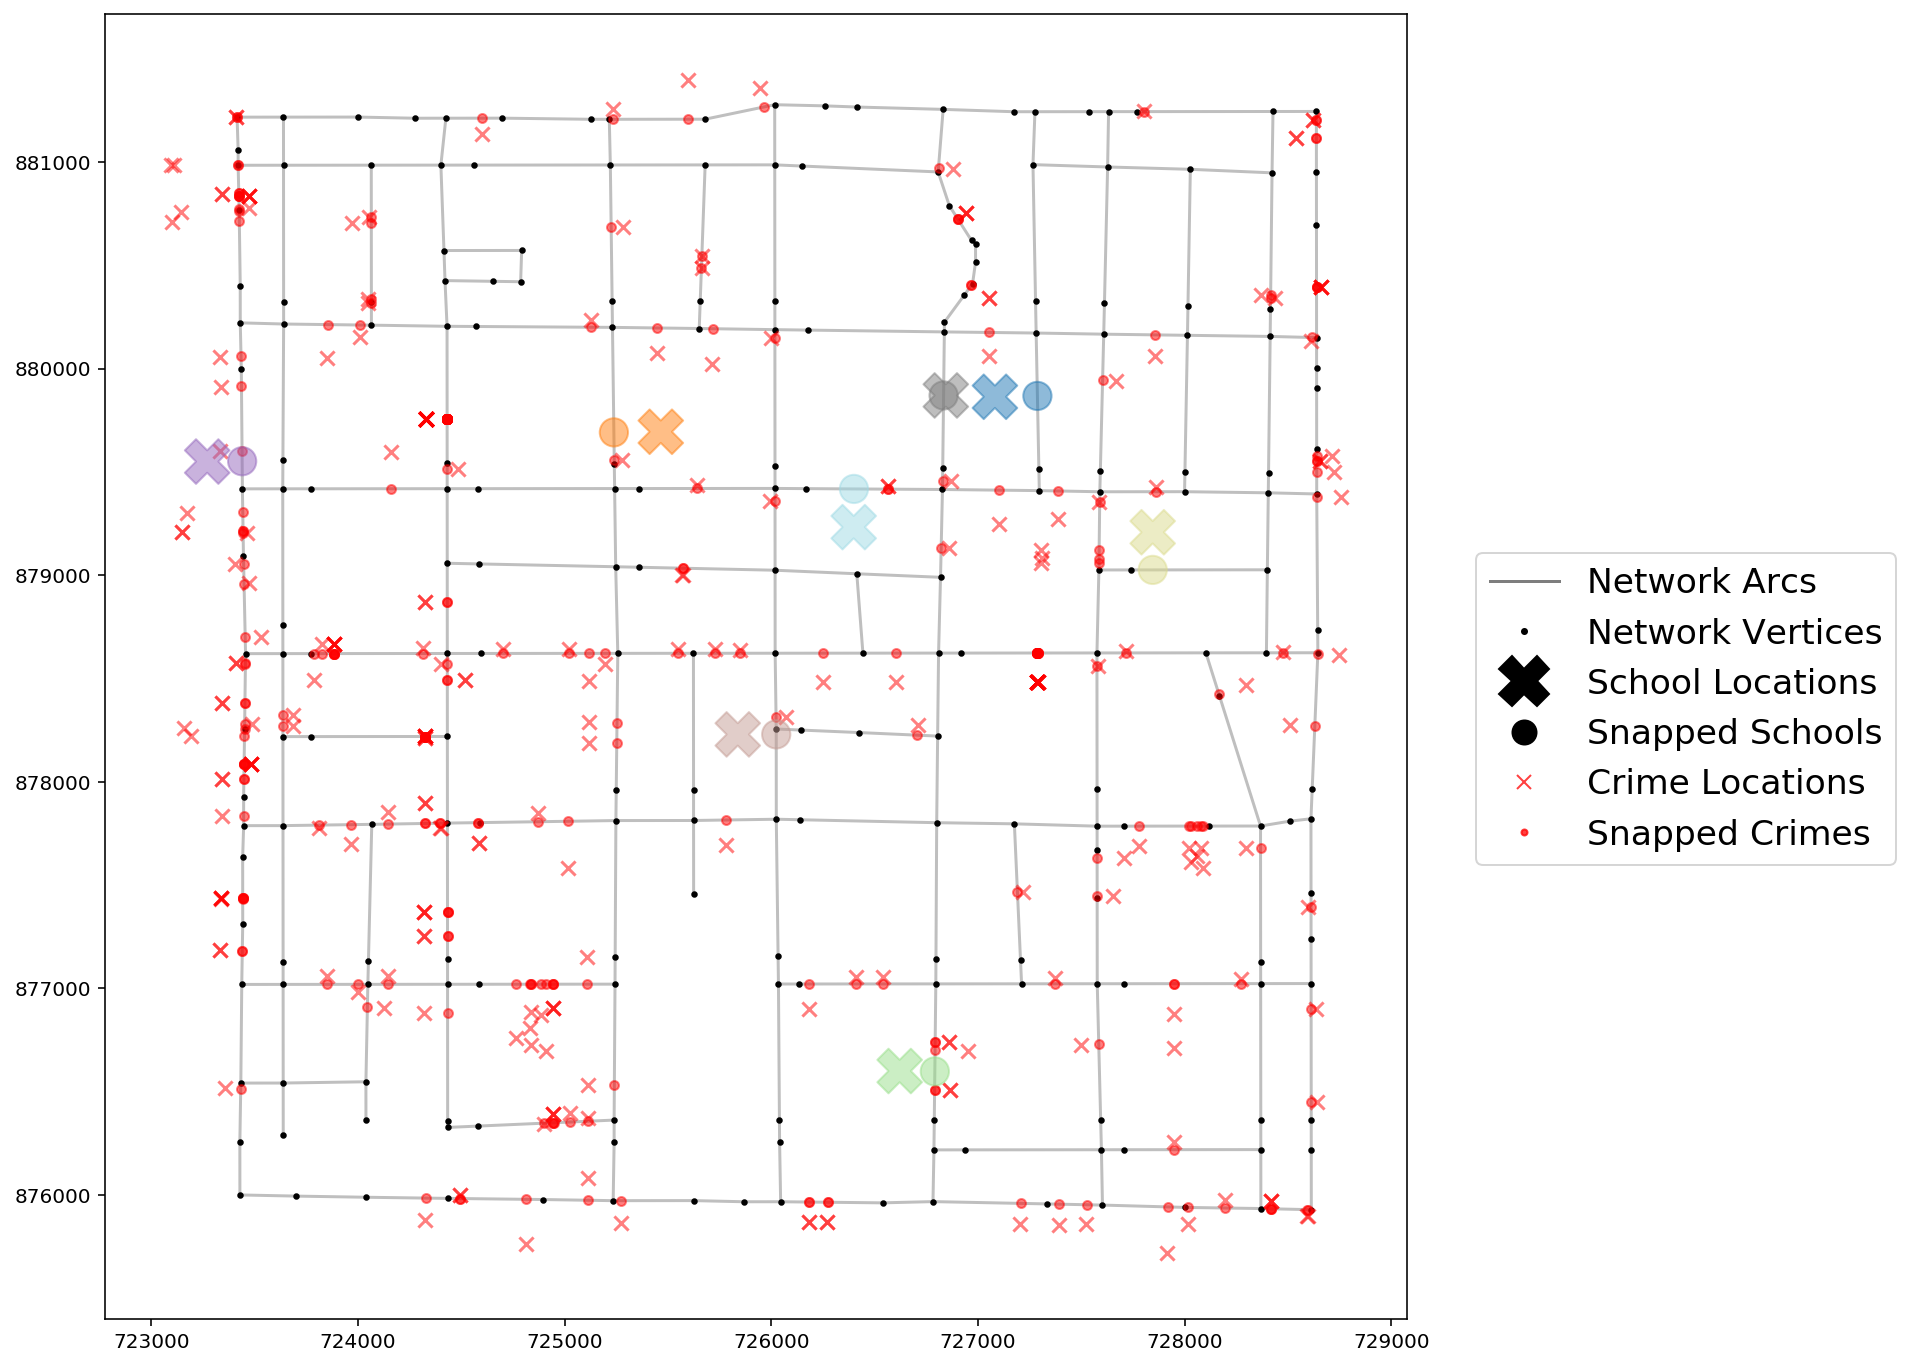 881000
880000
879000
878000
877000
876000
723000 724000 725000 726000 727000 728000 729000
Network Arcs
Network Vertices
School Locations
Snapped Schools
Crime Locations
Snapped Crimes